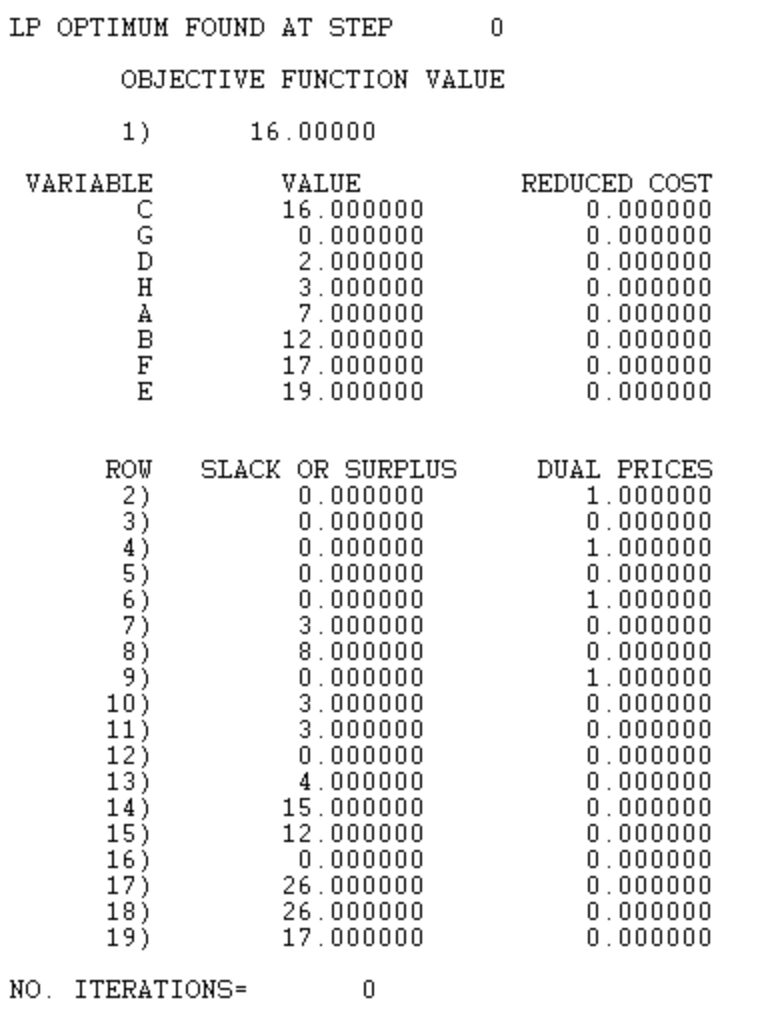 LP OPTIMUM FOUND AT STEP 0
OBJECTIVE FUNCTION VALUE
1) 16.00000
VARIABLE VALUE REDUCED COST
C 16.000000 0.000000
G 0.000000 0.000000
D 2.000000 0.000000
H 3.000000 0.000000
A 7.000000 0.000000
B 12.000000 0.000000
F 17.000000 0.000000
E 19.000000 0.000000
ROW SLACK OR SURPLUS DUAL PRICES
2) 0.000000 1.000000
3) 0.000000 0.000000
4) 0.000000 1.000000
5) 0.000000 0.000000
6) 0.000000 1.000000
7) 3.000000 0.000000
8) 8.000000 0.000000
9) 0.000000 1.000000
10) 3.000000 0.000000
11) 3.000000 0.000000
12) 0.000000 0.000000
13) 4.000000 0.000000
14) 15.000000 0.000000
15) 12.000000 0.000000
16) 0.000000 0.000000
17) 26.000000 0.000000
18) 26.000000 0.000000
19) 17.000000 0.000000
NO. ITERATIONS= 0